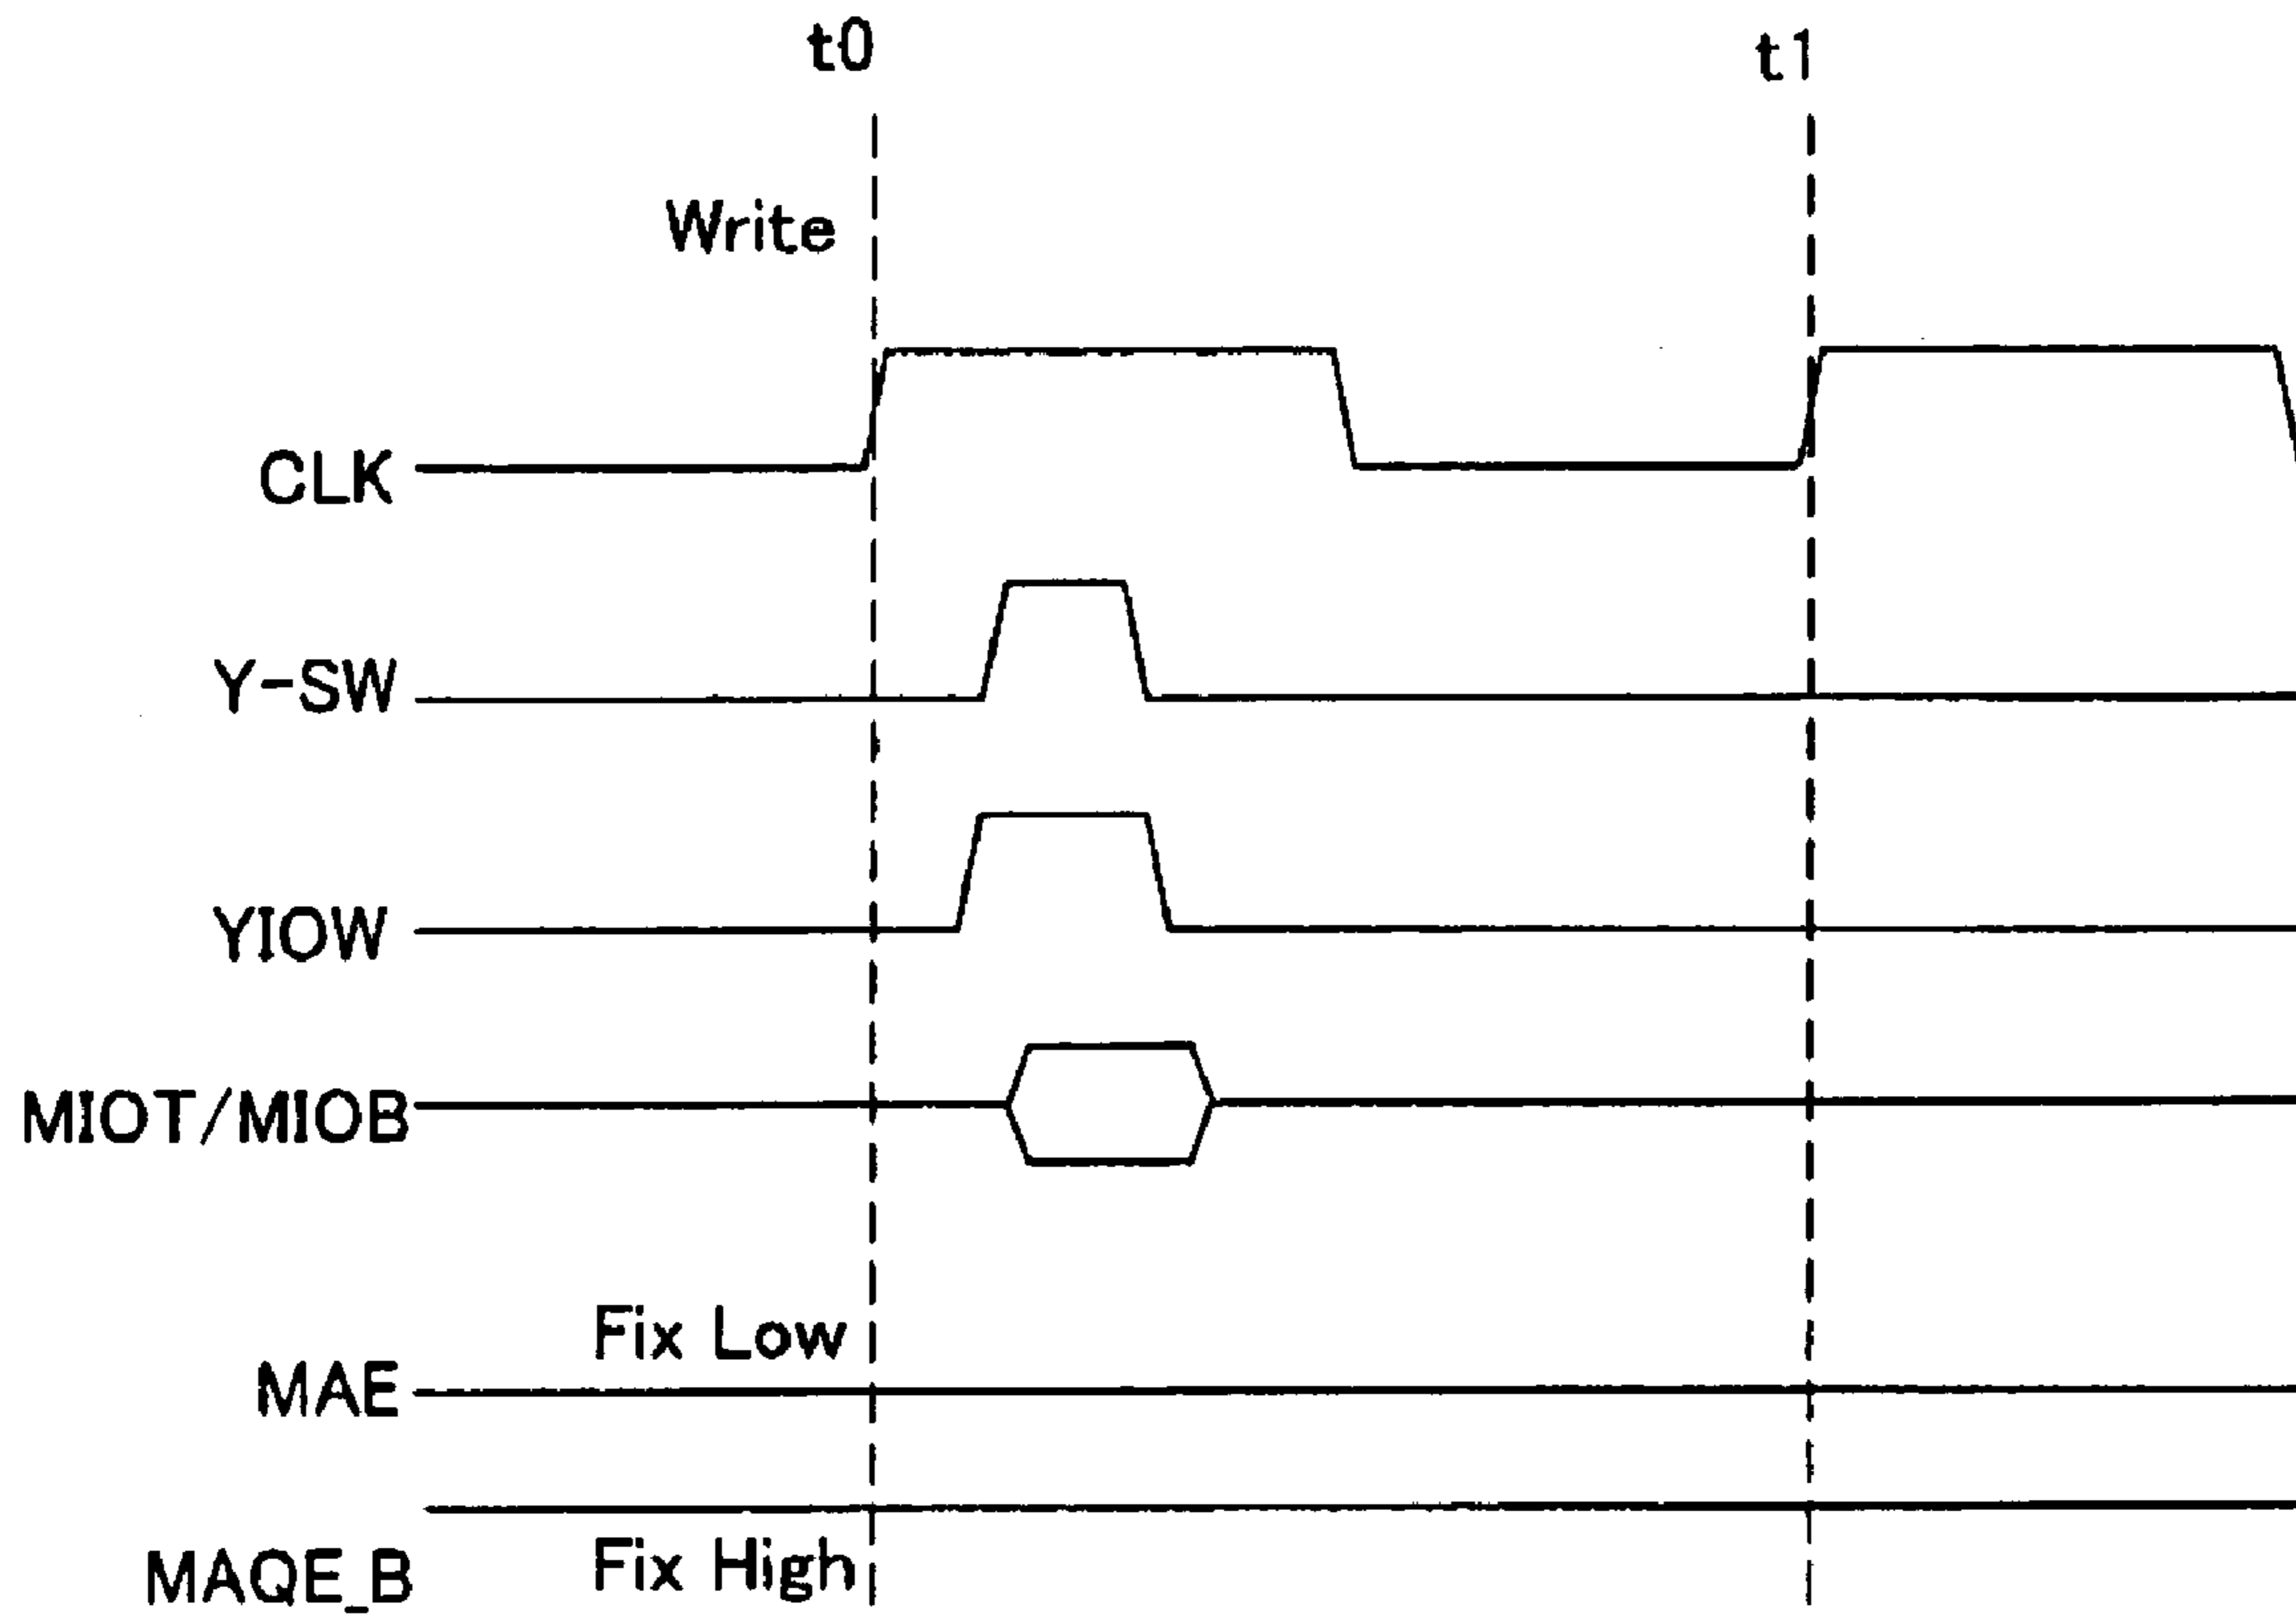 t0 t1
Write
CLK
Y-SW
YIOW
MIOT/MIOB
Fix Low
MAE
Fix High
MAQE_B